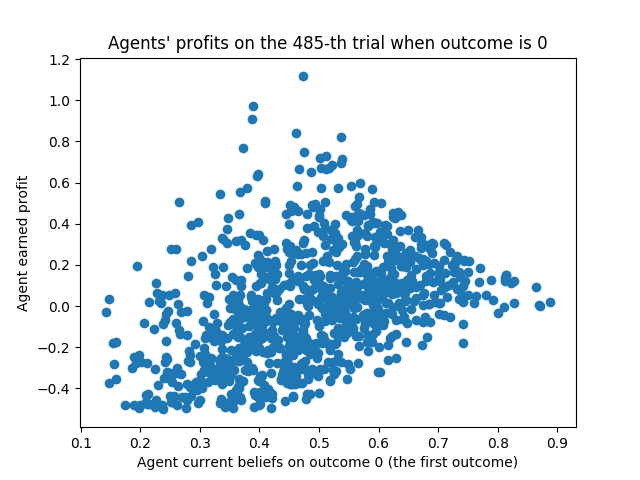 Agents' profits on the 485-th trial when outcome is 0
1.2
1.0
0.8
0.6
0.4
0.2
0.0
−0.2
−0.4
Agent earned profit
0.1 0.2 0.3 0.4 0.5 0.6 0.7 0.8 0.9
Agent current beliefs on outcome 0 (the first outcome)